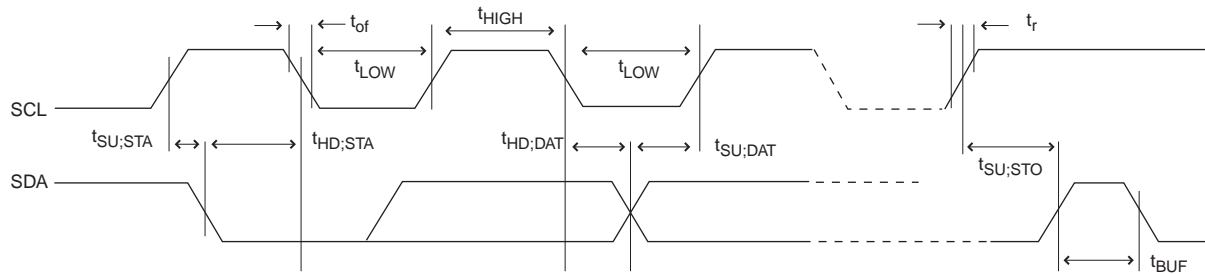 t_of
t_HIGH
t_r
t_LOW
t_LOW
SCL
t_SU;STA
t_HD;STA
t_HD;DAT
t_SU;DAT
t_SU;STO
SDA
t_BUF